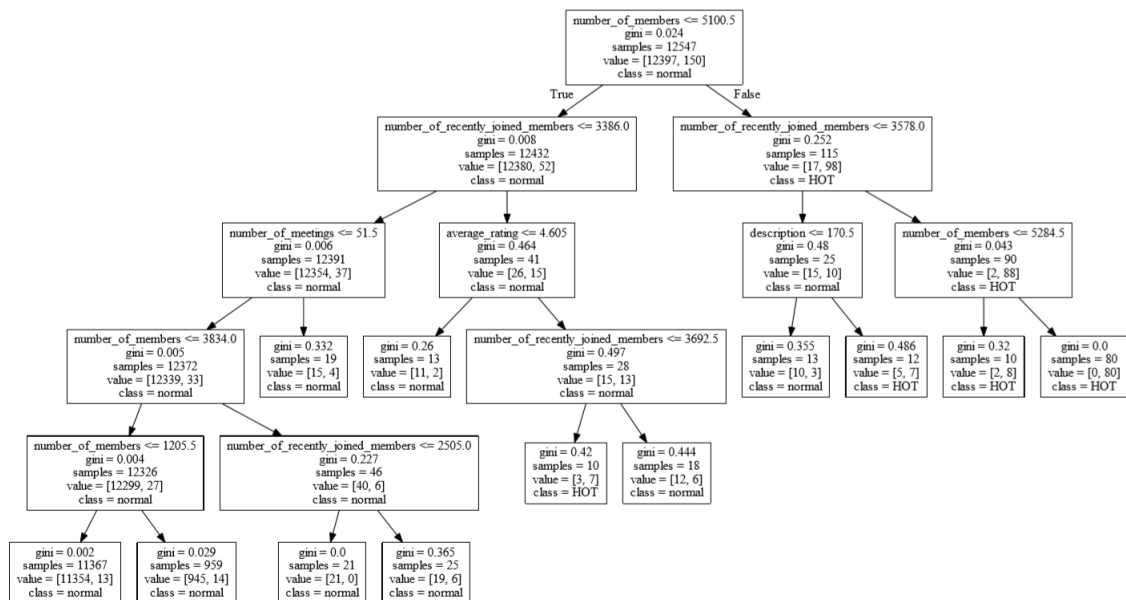 number_of_members <= 5100.5
gini = 0.024
samples = 12547
value = [12397, 150]
class = normal
True
False
number_of_recently_joined_members <= 3386.0
gini = 0.008
samples = 12432
value = [12380, 52]
class = normal
number_of_recently_joined_members <= 3578.0
gini = 0.252
samples = 115
value = [17, 98]
class = HOT
number_of_meetings <= 51.5
gini = 0.006
samples = 12391
value = [12354, 37]
class = normal
average_rating <= 4.605
gini = 0.464
samples = 41
value = [26, 15]
class = normal
description <= 170.5
gini = 0.48
samples = 25
value = [15, 10]
class = normal
number_of_members <= 5284.5
gini = 0.043
samples = 90
value = [2, 88]
class = HOT
number_of_members <= 3834.0
gini = 0.005
samples = 12372
value = [12339, 33]
class = normal
gini = 0.332
samples = 19
value = [15, 4]
class = normal
gini = 0.26
samples = 13
value = [11, 2]
class = normal
number_of_recently_joined_members <= 3692.5
gini = 0.497
samples = 28
value = [15, 13]
class = normal
gini = 0.355
samples = 13
value = [10, 3]
class = normal
gini = 0.486
samples = 12
value = [5, 7]
class = HOT
gini = 0.32
samples = 10
value = [2, 8]
class = HOT
gini = 0.0
samples = 80
value = [0, 80]
class = HOT
number_of_members <= 1205.5
gini = 0.004
samples = 12326
value = [12299, 27]
class = normal
number_of_recently_joined_members <= 2505.0
gini = 0.227
samples = 46
value = [40, 6]
class = normal
gini = 0.42
samples = 10
value = [3, 7]
class = HOT
gini = 0.444
samples = 18
value = [12, 6]
class = normal
gini = 0.002
samples = 11367
value = [11354, 13]
class = normal
gini = 0.029
samples = 959
value = [945, 14]
class = normal
gini = 0.0
samples = 21
value = [21, 0]
class = normal
gini = 0.365
samples = 25
value = [19, 6]
class = normal